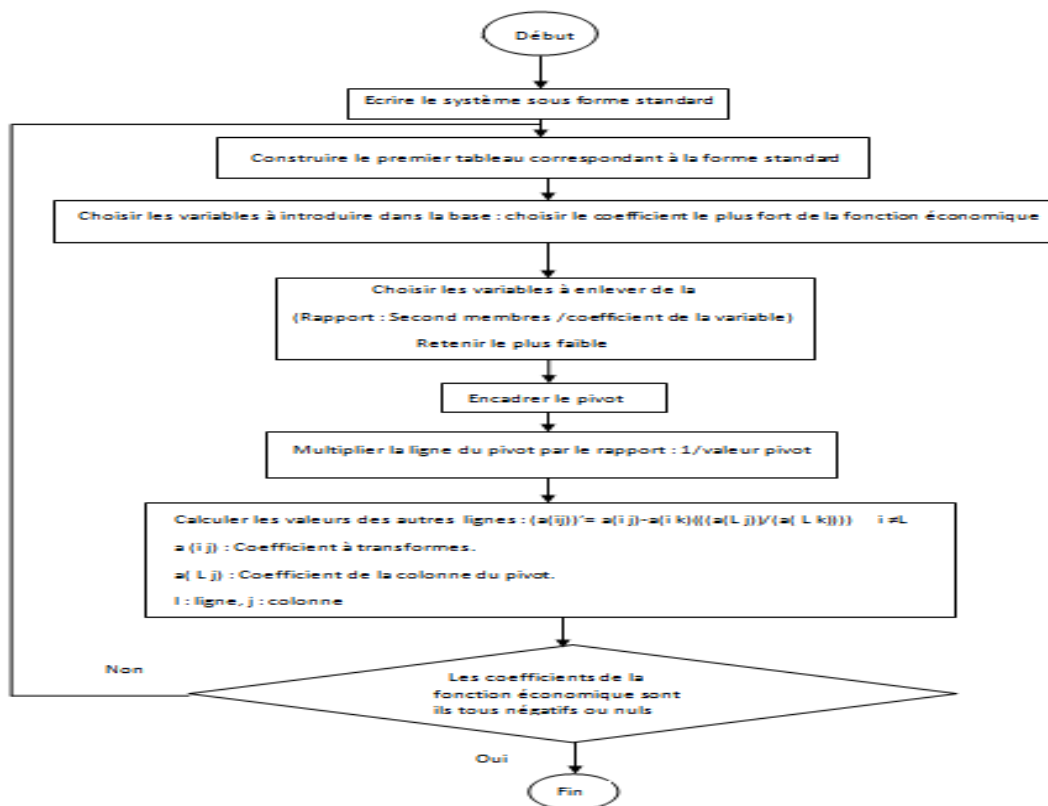 Début
Ecrire le système sous forme standard
Construire le premier tableau correspondant à la forme standard
Choisir les variables à introduire dans la base : choisir le coefficient le plus fort de la fonction économique
Choisir les variables à enlever de la
(Rapport : Second membres /coefficient de la variable)
Retenir le plus faible
Encadrer le pivot
Multiplier la ligne du pivot par le rapport : 1/valeur pivot
Calculer les valeurs des autres lignes : (a(ij))'= a(i j)-a(i k)(((a(L j))/(a( L k)))) i ≠L
a (i j) : Coefficient à transformes.
a( L j) : Coefficient de la colonne du pivot.
I : ligne, j : colonne
Non
Les coefficients de la
fonction économique sont
ils tous négatifs ou nuls
Oui
Fin